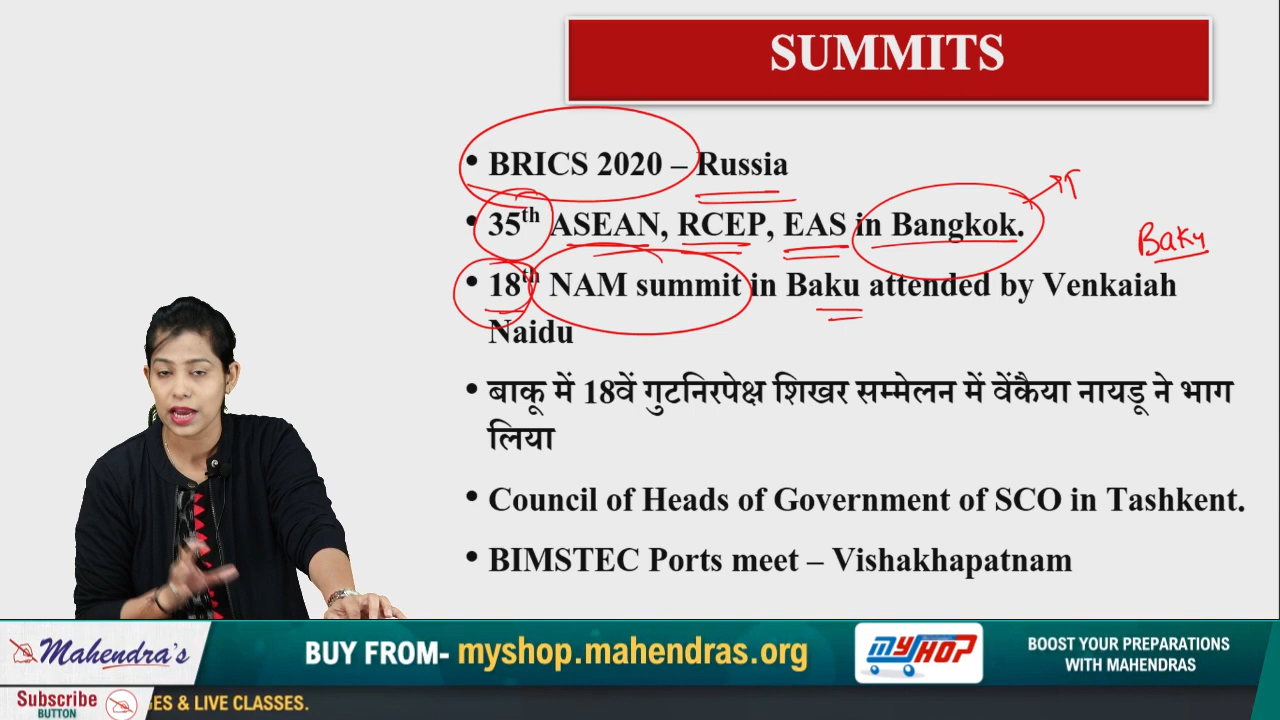 SUMMITS
• BRICS 2020 – Russia
• 35th ASEAN, RCEP, EAS in Bangkok.
Baku
• 18th NAM summit in Baku attended by Venkaiah
Naidu
• बाकू में 18वें गुटनिरपेक्ष शिखर सम्मेलन में वेंकैया नायडू ने भाग
लिया
• Council of Heads of Government of SCO in Tashkent.
• BIMSTEC Ports meet – Vishakhapatnam
Mahendra's
BUY FROM- myshop.mahendras.org
MYSHOP
BOOST YOUR PREPARATIONS
WITH MAHENDRAS
Subscribe
BUTTON
ES & LIVE CLASSES.